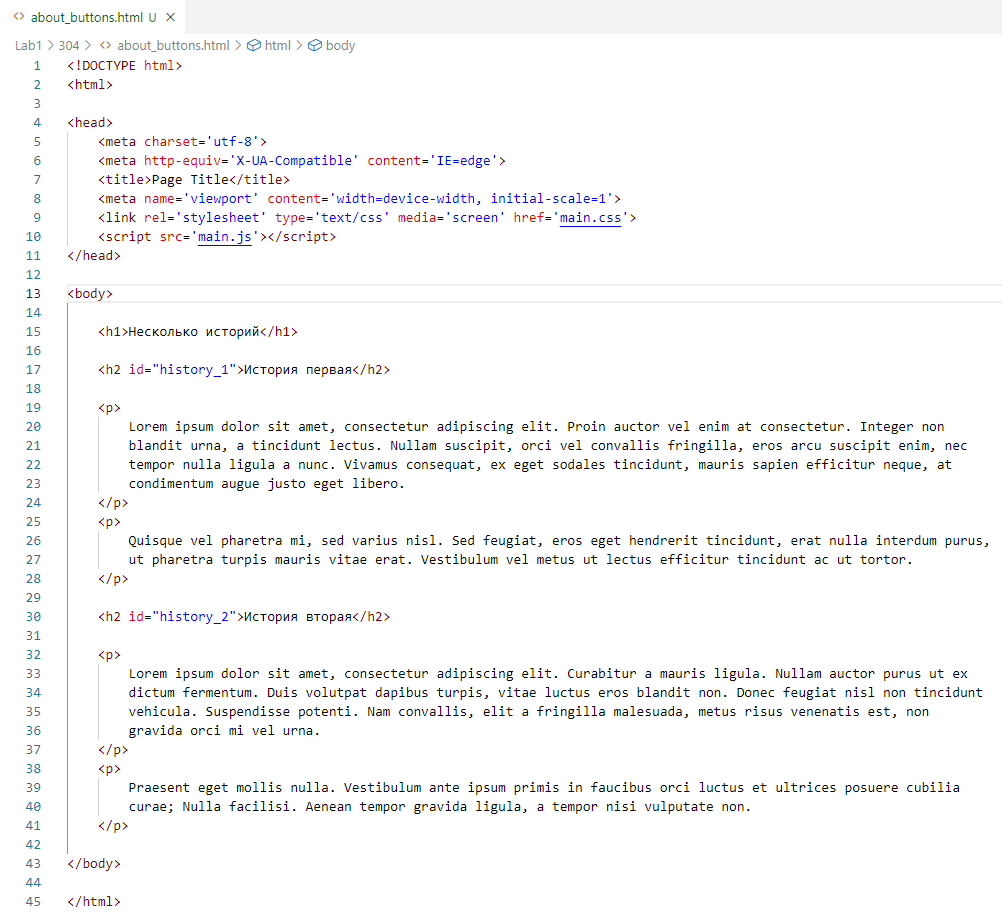 about_buttons.html U
Lab1 > 304 > about_buttons.html > html > body
1 <!DOCTYPE html>
2 <html>
3
4 <head>
5 <meta charset='utf-8'>
6 <meta http-equiv='X-UA-Compatible' content='IE=edge'>
7 <title>Page Title</title>
8 <meta name='viewport' content='width=device-width, initial-scale=1'>
9 <link rel='stylesheet' type='text/css' media='screen' href='main.css'>
10 <script src='main.js'></script>
11 </head>
12
13 <body>
14
15 <h1>Несколько историй</h1>
16
17 <h2 id="history_1">История первая</h2>
18
19 <p>
20 Lorem ipsum dolor sit amet, consectetur adipiscing elit. Proin auctor vel enim at consectetur. Integer non
21 blandit urna, a tincidunt lectus. Nullam suscipit, orci vel convallis fringilla, eros arcu suscipit enim, nec
22 tempor nulla ligula a nunc. Vivamus consequat, ex eget sodales tincidunt, mauris sapien efficitur neque, at
23 condimentum augue justo eget libero.
24 </p>
25 <p>
26 Quisque vel pharetra mi, sed varius nisl. Sed feugiat, eros eget hendrerit tincidunt, erat nulla interdum purus,
27 ut pharetra turpis mauris vitae erat. Vestibulum vel metus ut lectus efficitur tincidunt ac ut tortor.
28 </p>
29
30 <h2 id="history_2">История вторая</h2>
31
32 <p>
33 Lorem ipsum dolor sit amet, consectetur adipiscing elit. Curabitur a mauris ligula. Nullam auctor purus ut ex
34 dictum fermentum. Duis volutpat dapibus turpis, vitae luctus eros blandit non. Donec feugiat nisl non tincidunt
35 vehicula. Suspendisse potenti. Nam convallis, elit a fringilla malesuada, metus risus venenatis est, non
36 gravida orci mi vel urna.
37 </p>
38 <p>
39 Praesent eget mollis nulla. Vestibulum ante ipsum primis in faucibus orci luctus et ultrices posuere cubilia
40 curae; Nulla facilisi. Aenean tempor gravida ligula, a tempor nisi vulputate non.
41 </p>
42
43 </body>
44
45 </html>